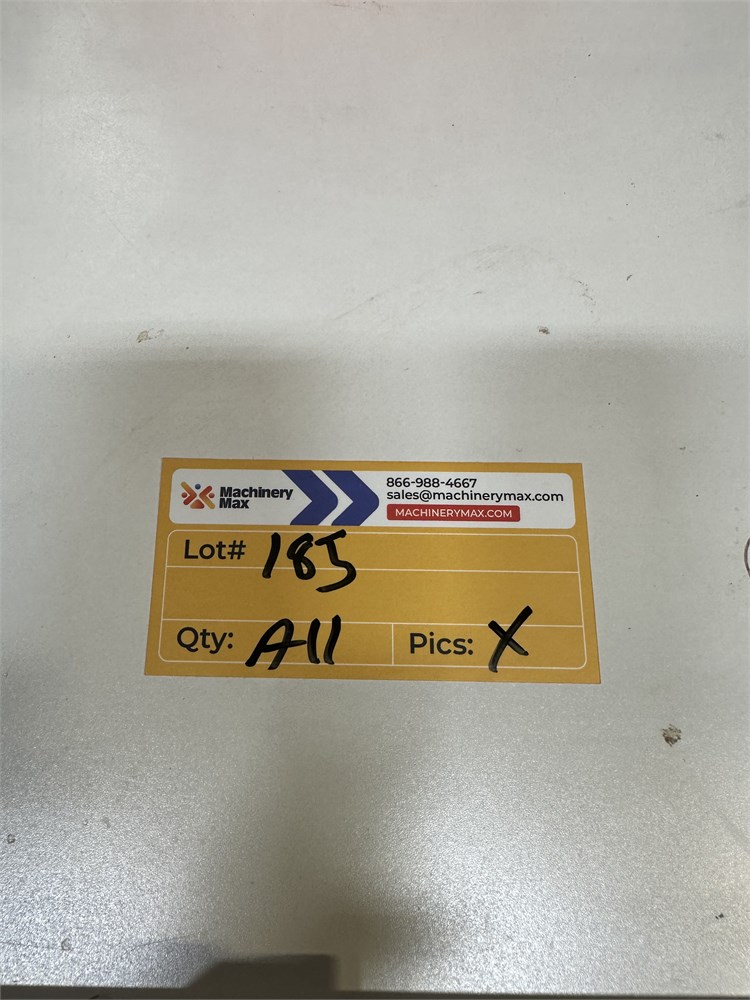 Machinery
Max
866-988-4667
sales@machinerymax.com
MACHINERYMAX.COM
Lot# 185
Qty: All
Pics: X